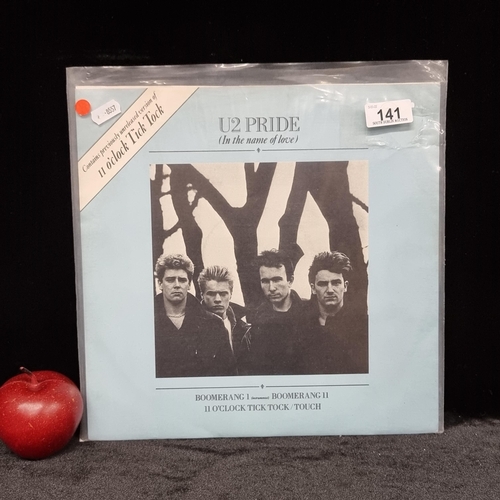 Contains previously unreleased version of
11 o'clock Tick Tock
141
U2 PRIDE
(In the name of love)
BOOMERANG I BOOMERANG II
11 O'CLOCK TICK TOCK / TOUCH